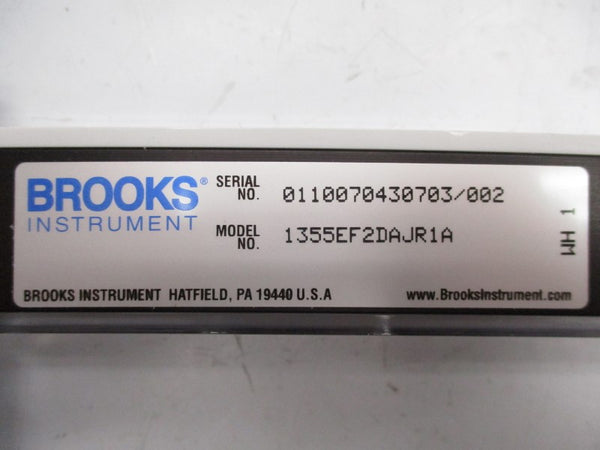 BROOKS®
INSTRUMENT
SERIAL NO. 0110070430703/002
MODEL NO. 1355EF2DAJR1A
WH 1
BROOKS INSTRUMENT HATFIELD, PA 19440 U.S.A
www.BrooksInstrument.com